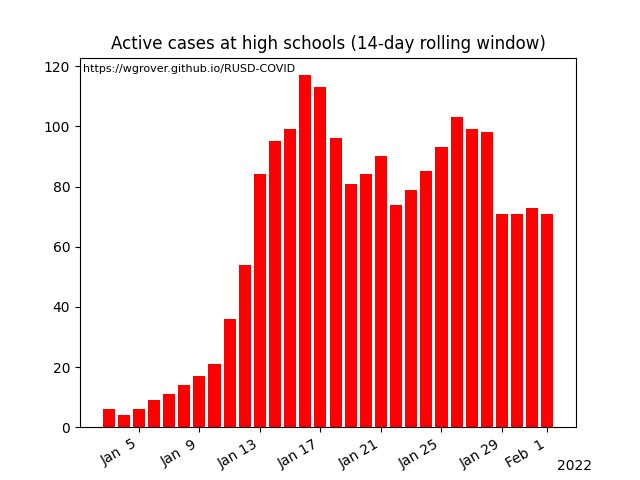 Active cases at high schools (14-day rolling window)
https://wgrover.github.io/RUSD-COVID
120
100
80
60
40
20
0
Jan 5
Jan 9
Jan 13
Jan 17
Jan 21
Jan 25
Jan 29
Feb 1
2022